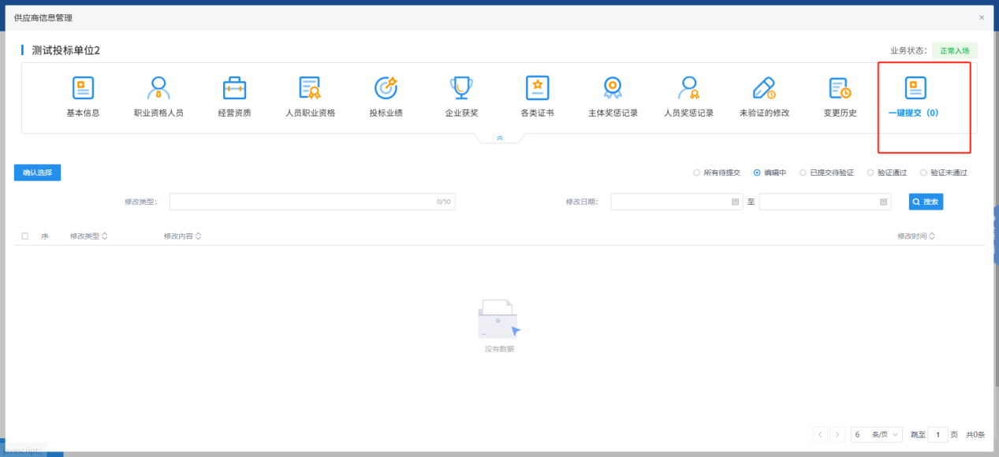 供应商信息管理
×
测试投标单位2
业务状态： 正常入场
基本信息 职业资格人员 经营资质 人员职业资格 投标业绩 企业获奖 各类证书 主体奖惩记录 人员奖惩记录 未验证的修改 变更历史 一键提交（0）
确认选择
所有待提交 编辑中 已提交待验证 验证通过 验证未通过
修改类型： 0/50 修改日期： 至 搜索
序 修改类型 修改内容 修改时间
没有数据
6 条/页 跳至 1 页 共0条
javascript:;